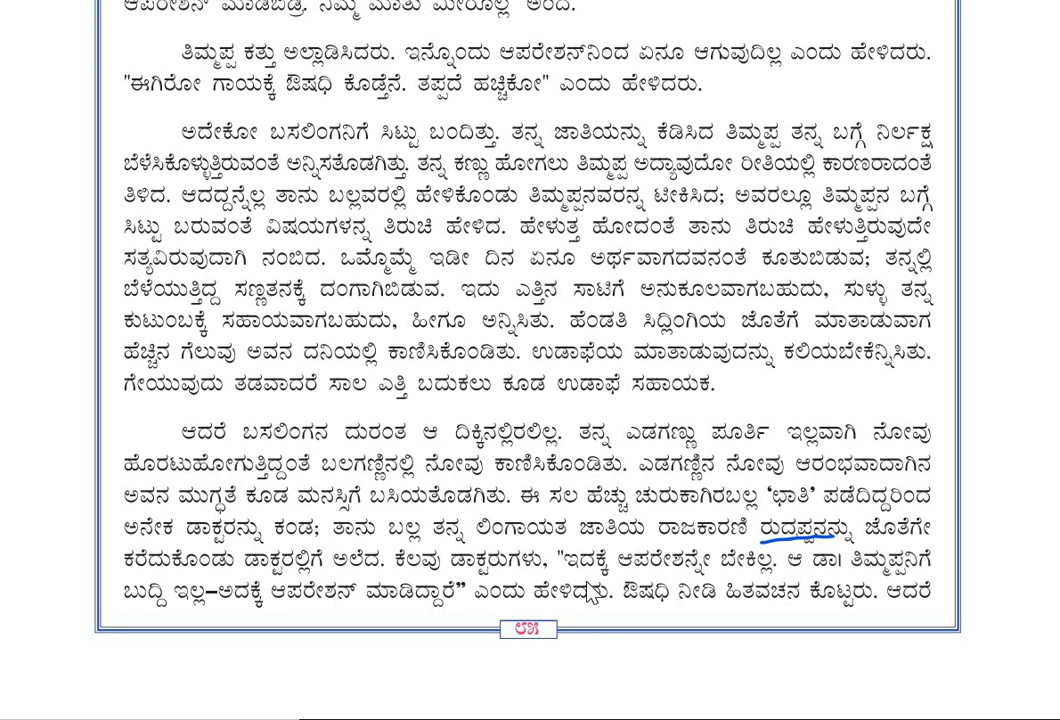 ಆಪರೇಶನ್ ಮಾಡಿಬಿಡ್ರಿ. ನಿಮ್ಮ ಮಾತು ಮೀರೊಲ್ಲ" ಅಂದ.
ತಿಮ್ಮಪ್ಪ ಕತ್ತು ಅಲ್ಲಾಡಿಸಿದರು. ಇನ್ನೊಂದು ಆಪರೇಶನ್‌ನಿಂದ ಏನೂ ಆಗುವುದಿಲ್ಲ ಎಂದು ಹೇಳಿದರು.
"ಈಗಿರೋ ಗಾಯಕ್ಕೆ ಔಷಧಿ ಕೊಡ್ತೆನೆ. ತಪ್ಪದೆ ಹಚ್ಚಿಕೋ" ಎಂದು ಹೇಳಿದರು.
ಅದೇಕೋ ಬಸಲಿಂಗನಿಗೆ ಸಿಟ್ಟು ಬಂದಿತ್ತು. ತನ್ನ ಜಾತಿಯನ್ನು ಕೆಡಿಸಿದ ತಿಮ್ಮಪ್ಪ ತನ್ನ ಬಗ್ಗೆ ನಿರ್ಲಕ್ಷ
ಬೆಳೆಸಿಕೊಳ್ಳುತ್ತಿರುವಂತೆ ಅನ್ನಿಸತೊಡಗಿತ್ತು. ತನ್ನ ಕಣ್ಣು ಹೋಗಲು ತಿಮ್ಮಪ್ಪ ಅದ್ಯಾವುದೋ ರೀತಿಯಲ್ಲಿ ಕಾರಣರಾದಂತೆ
ತಿಳಿದ. ಆದದ್ದನ್ನೆಲ್ಲ ತಾನು ಬಲ್ಲವರಲ್ಲಿ ಹೇಳಿಕೊಂಡು ತಿಮ್ಮಪ್ಪನವರನ್ನ ಟೀಕಿಸಿದ; ಅವರಲ್ಲೂ ತಿಮ್ಮಪ್ಪನ ಬಗ್ಗೆ
ಸಿಟ್ಟು ಬರುವಂತೆ ವಿಷಯಗಳನ್ನ ತಿರುಚಿ ಹೇಳಿದ. ಹೇಳುತ್ತ ಹೋದಂತೆ ತಾನು ತಿರುಚಿ ಹೇಳುತ್ತಿರುವುದೇ
ಸತ್ಯವಿರುವುದಾಗಿ ನಂಬಿದ. ಒಮ್ಮೊಮ್ಮೆ ಇಡೀ ದಿನ ಏನೂ ಅರ್ಥವಾಗದವನಂತೆ ಕೂತುಬಿಡುವ; ತನ್ನಲ್ಲಿ
ಬೆಳೆಯುತ್ತಿದ್ದ ಸಣ್ಣತನಕ್ಕೆ ದಂಗಾಗಿಬಿಡುವ. ಇದು ಎತ್ತಿನ ಸಾಟಿಗೆ ಅನುಕೂಲವಾಗಬಹುದು, ಸುಳ್ಳು ತನ್ನ
ಕುಟುಂಬಕ್ಕೆ ಸಹಾಯವಾಗಬಹುದು, ಹೀಗೂ ಅನ್ನಿಸಿತು. ಹೆಂಡತಿ ಸಿದ್ಲಿಂಗಿಯ ಜೊತೆಗೆ ಮಾತಾಡುವಾಗ
ಹೆಚ್ಚಿನ ಗೆಲುವು ಅವನ ದನಿಯಲ್ಲಿ ಕಾಣಿಸಿಕೊಂಡಿತು. ಉಡಾಫೆಯ ಮಾತಾಡುವುದನ್ನು ಕಲಿಯಬೇಕೆನ್ನಿಸಿತು.
ಗೇಯುವುದು ತಡವಾದರೆ ಸಾಲ ಎತ್ತಿ ಬದುಕಲು ಕೂಡ ಉಡಾಫೆ ಸಹಾಯಕ.
ಆದರೆ ಬಸಲಿಂಗನ ದುರಂತ ಆ ದಿಕ್ಕಿನಲ್ಲಿರಲಿಲ್ಲ. ತನ್ನ ಎಡಗಣ್ಣು ಪೂರ್ತಿ ಇಲ್ಲವಾಗಿ ನೋವು
ಹೊರಟುಹೋಗುತ್ತಿದ್ದಂತೆ ಬಲಗಣ್ಣಿನಲ್ಲಿ ನೋವು ಕಾಣಿಸಿಕೊಂಡಿತು. ಎಡಗಣ್ಣಿನ ನೋವು ಆರಂಭವಾದಾಗಿನ
ಅವನ ಮುಗ್ಧತೆ ಕೂಡ ಮನಸ್ಸಿಗೆ ಬಸಿಯತೊಡಗಿತು. ಈ ಸಲ ಹೆಚ್ಚು ಚುರುಕಾಗಿರಬಲ್ಲ 'ಛಾತಿ' ಪಡೆದಿದ್ದರಿಂದ
ಅನೇಕ ಡಾಕ್ಟರನ್ನು ಕಂಡ; ತಾನು ಬಲ್ಲ ತನ್ನ ಲಿಂಗಾಯತ ಜಾತಿಯ ರಾಜಕಾರಣಿ ರುದಪ್ಪನನ್ನು ಜೊತೆಗೇ
ಕರೆದುಕೊಂಡು ಡಾಕ್ಟರಲ್ಲಿಗೆ ಅಲೆದ. ಕೆಲವು ಡಾಕ್ಟರುಗಳು, "ಇದಕ್ಕೆ ಆಪರೇಶನ್ನೇ ಬೇಕಿಲ್ಲ. ಆ ಡಾ| ತಿಮ್ಮಪ್ಪನಿಗೆ
ಬುದ್ದಿ ಇಲ್ಲ–ಅದಕ್ಕೆ ಆಪರೇಶನ್ ಮಾಡಿದ್ದಾರೆ" ಎಂದು ಹೇಳಿದರು. ಔಷಧಿ ನೀಡಿ ಹಿತವಚನ ಕೊಟ್ಟರು. ಆದರೆ
೮೫